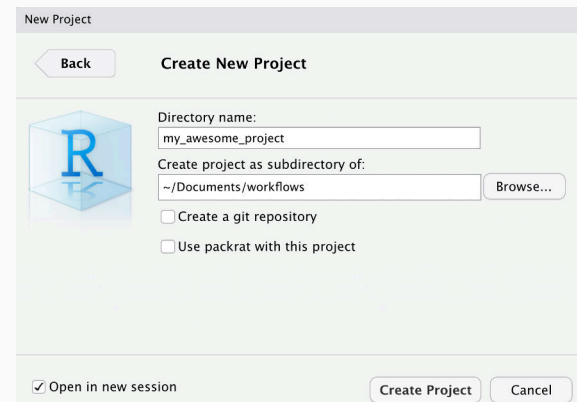 New Project
Back
Create New Project
R
Directory name:
my_awesome_project
Create project as subdirectory of:
~/Documents/workflows
Browse...
Create a git repository
Use packrat with this project
Open in new session
Create Project
Cancel